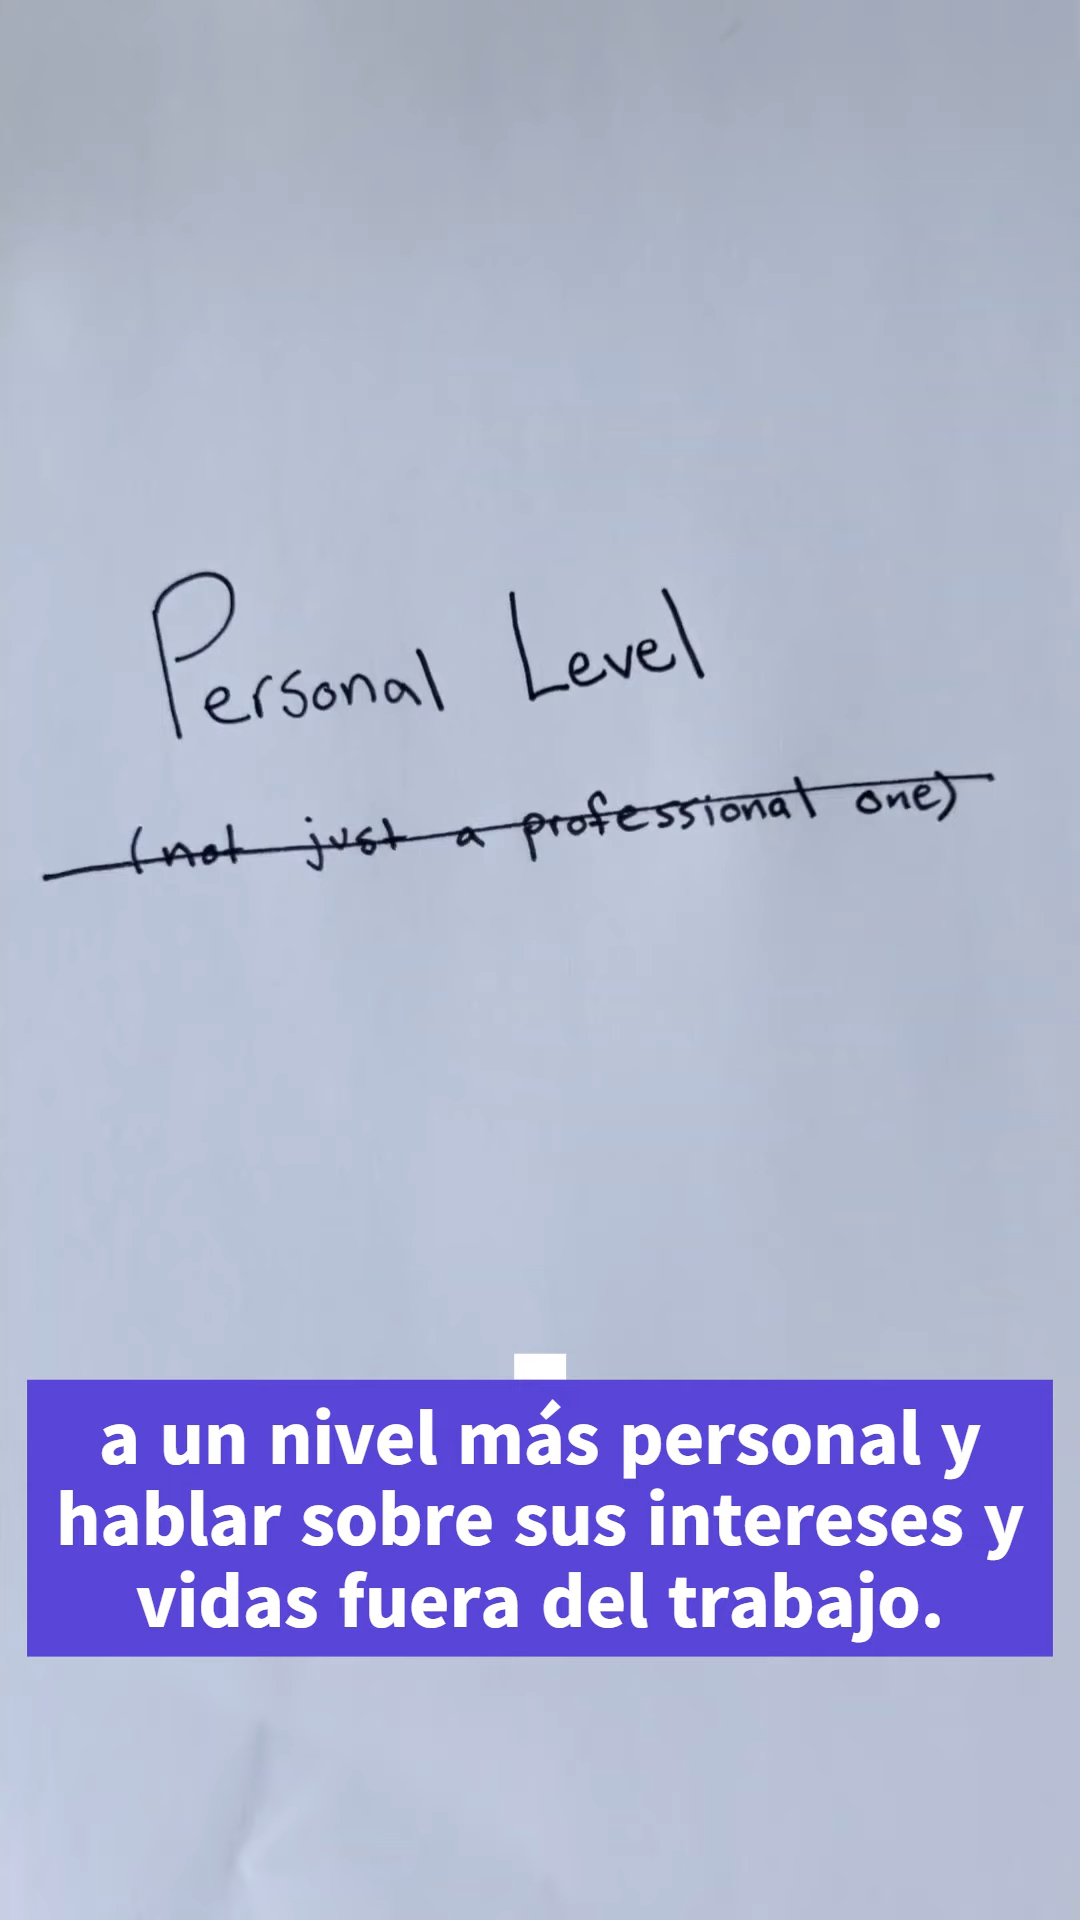 Personal Level
(not just a professional one)
a un nivel más personal y
hablar sobre sus intereses y
vidas fuera del trabajo.